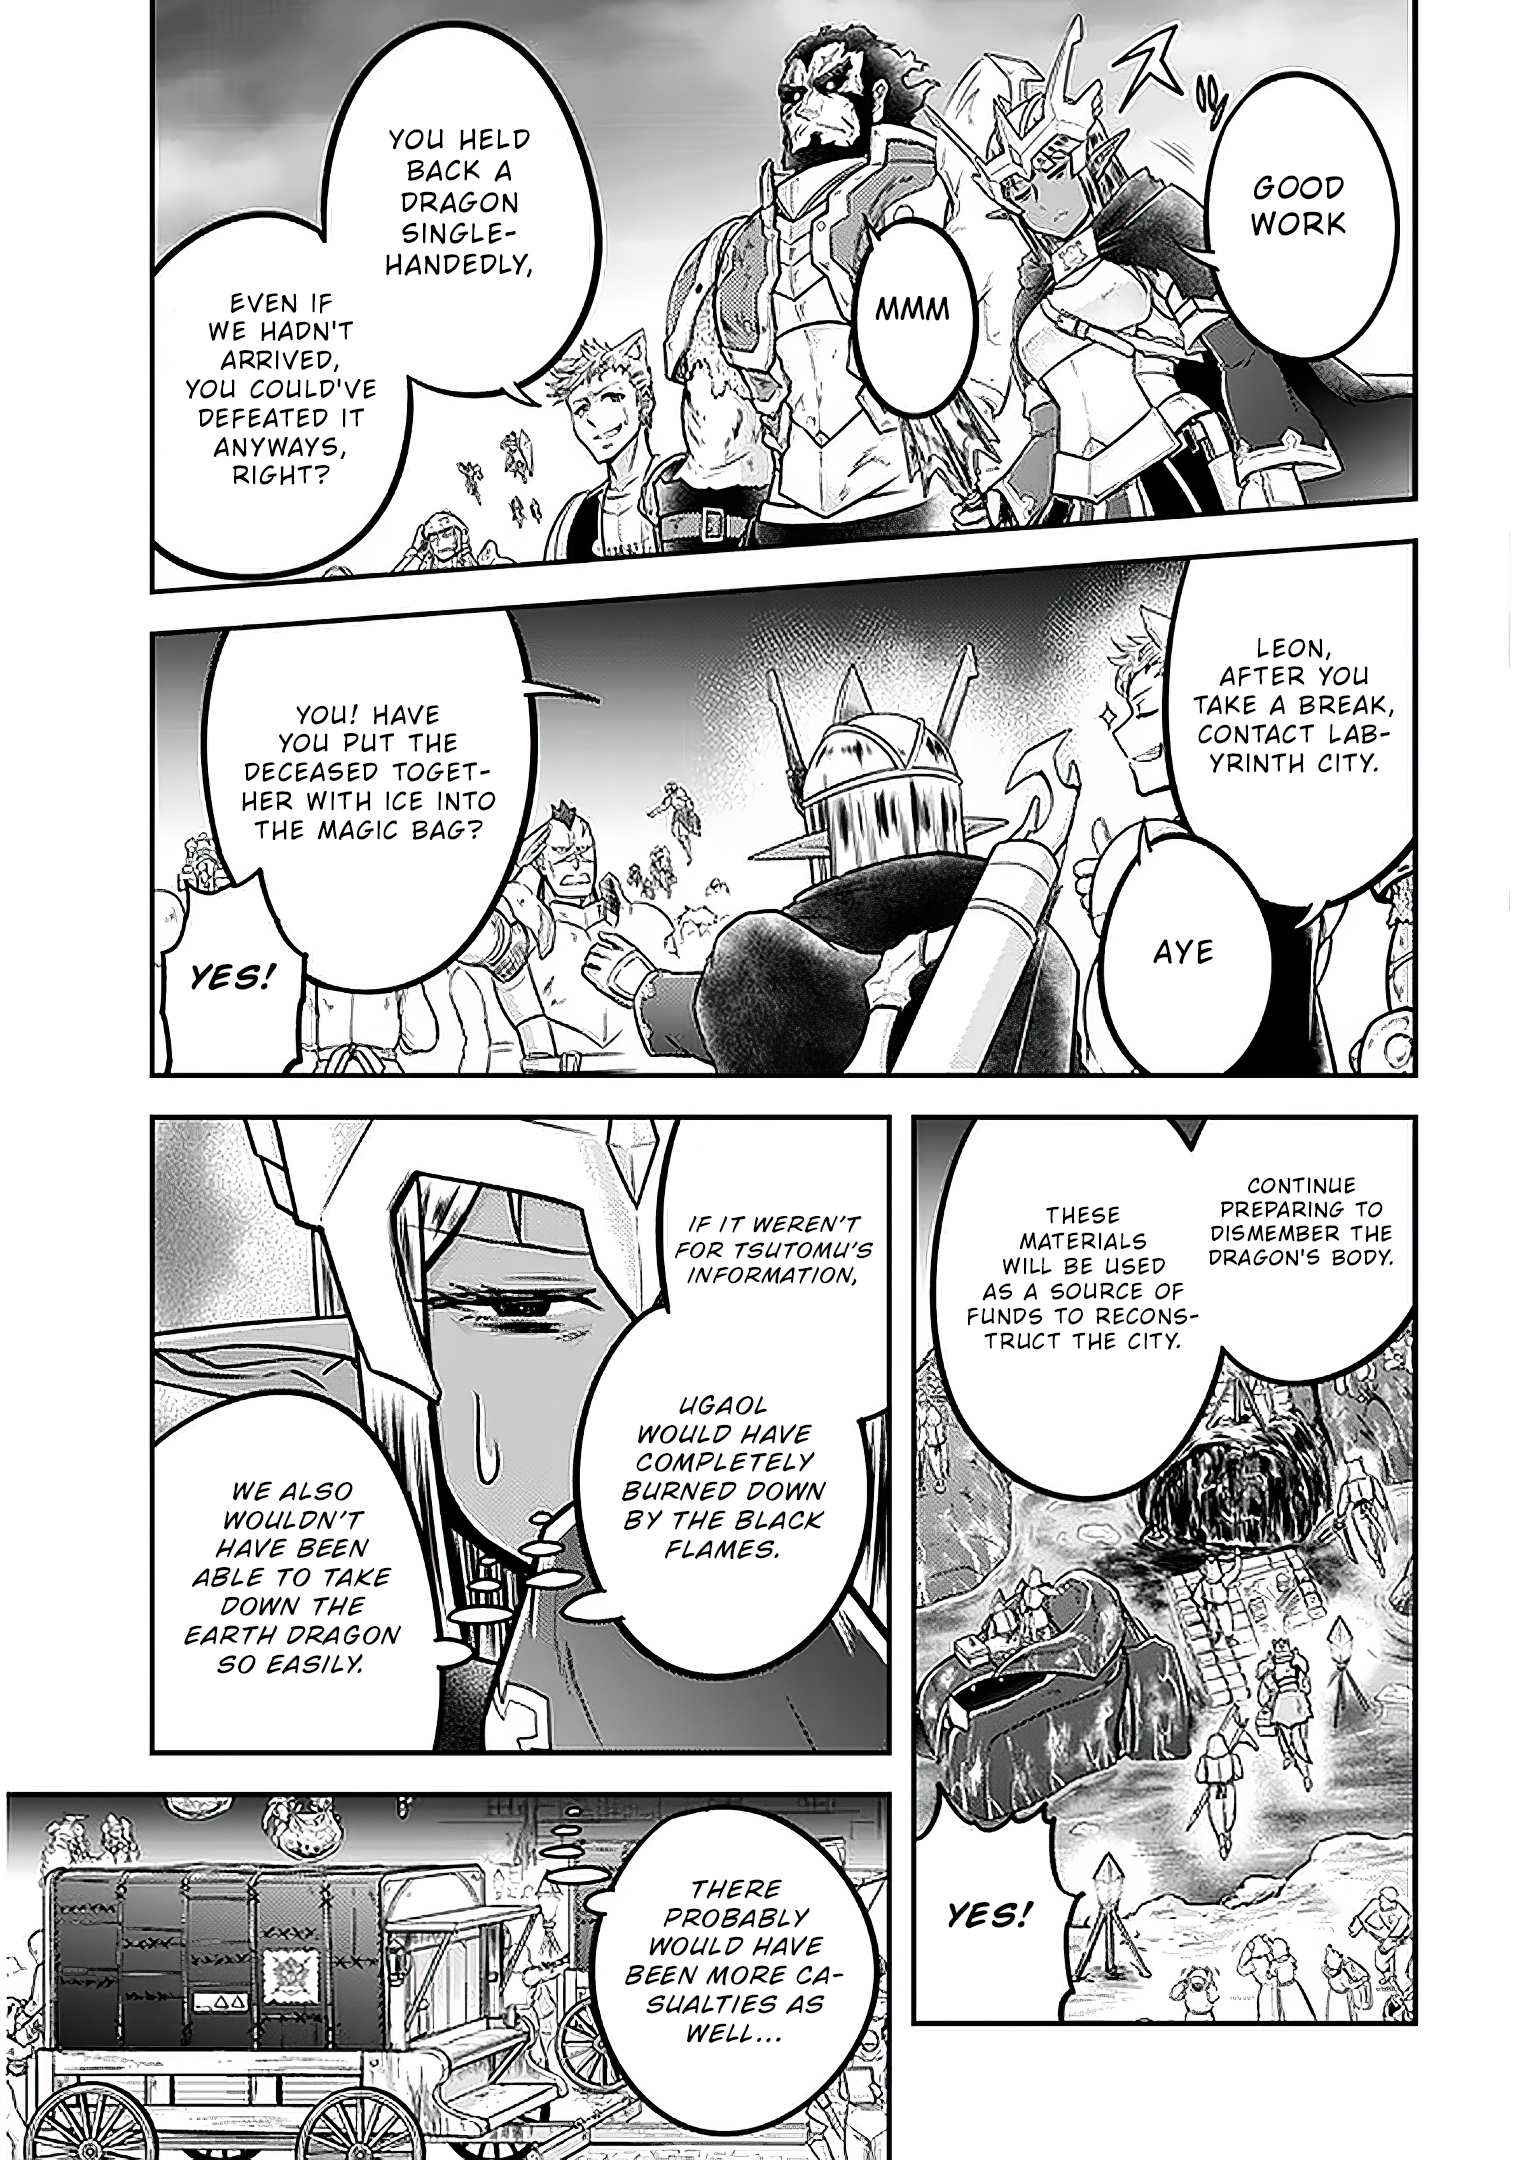 GOOD
WORK
MMM
YOU HELD
BACK A
DRAGON
SINGLE-
HANDEDLY,
EVEN IF
WE HADN'T
ARRIVED,
YOU COULD'VE
DEFEATED IT
ANYWAYS,
RIGHT?
LEON,
AFTER YOU
TAKE A BREAK,
CONTACT LAB-
YRINTH CITY.
AYE
YOU! HAVE
YOU PUT THE
DECEASED TOGET-
HER WITH ICE INTO
THE MAGIC BAG?
YES!
CONTINUE
PREPARING TO
DISMEMBER THE
DRAGON'S BODY.
THESE
MATERIALS
WILL BE USED
AS A SOURCE OF
FUNDS TO RECONS-
TRUCT THE CITY.
YES!
IF IT WEREN'T
FOR TSUTOMU'S
INFORMATION,
UGAOL
WOULD HAVE
COMPLETELY
BURNED DOWN
BY THE BLACK
FLAMES.
WE ALSO
WOULDN'T
HAVE BEEN
ABLE TO TAKE
DOWN THE
EARTH DRAGON
SO EASILY.
THERE
PROBABLY
WOULD HAVE
BEEN MORE CA-
SUALTIES AS
WELL...